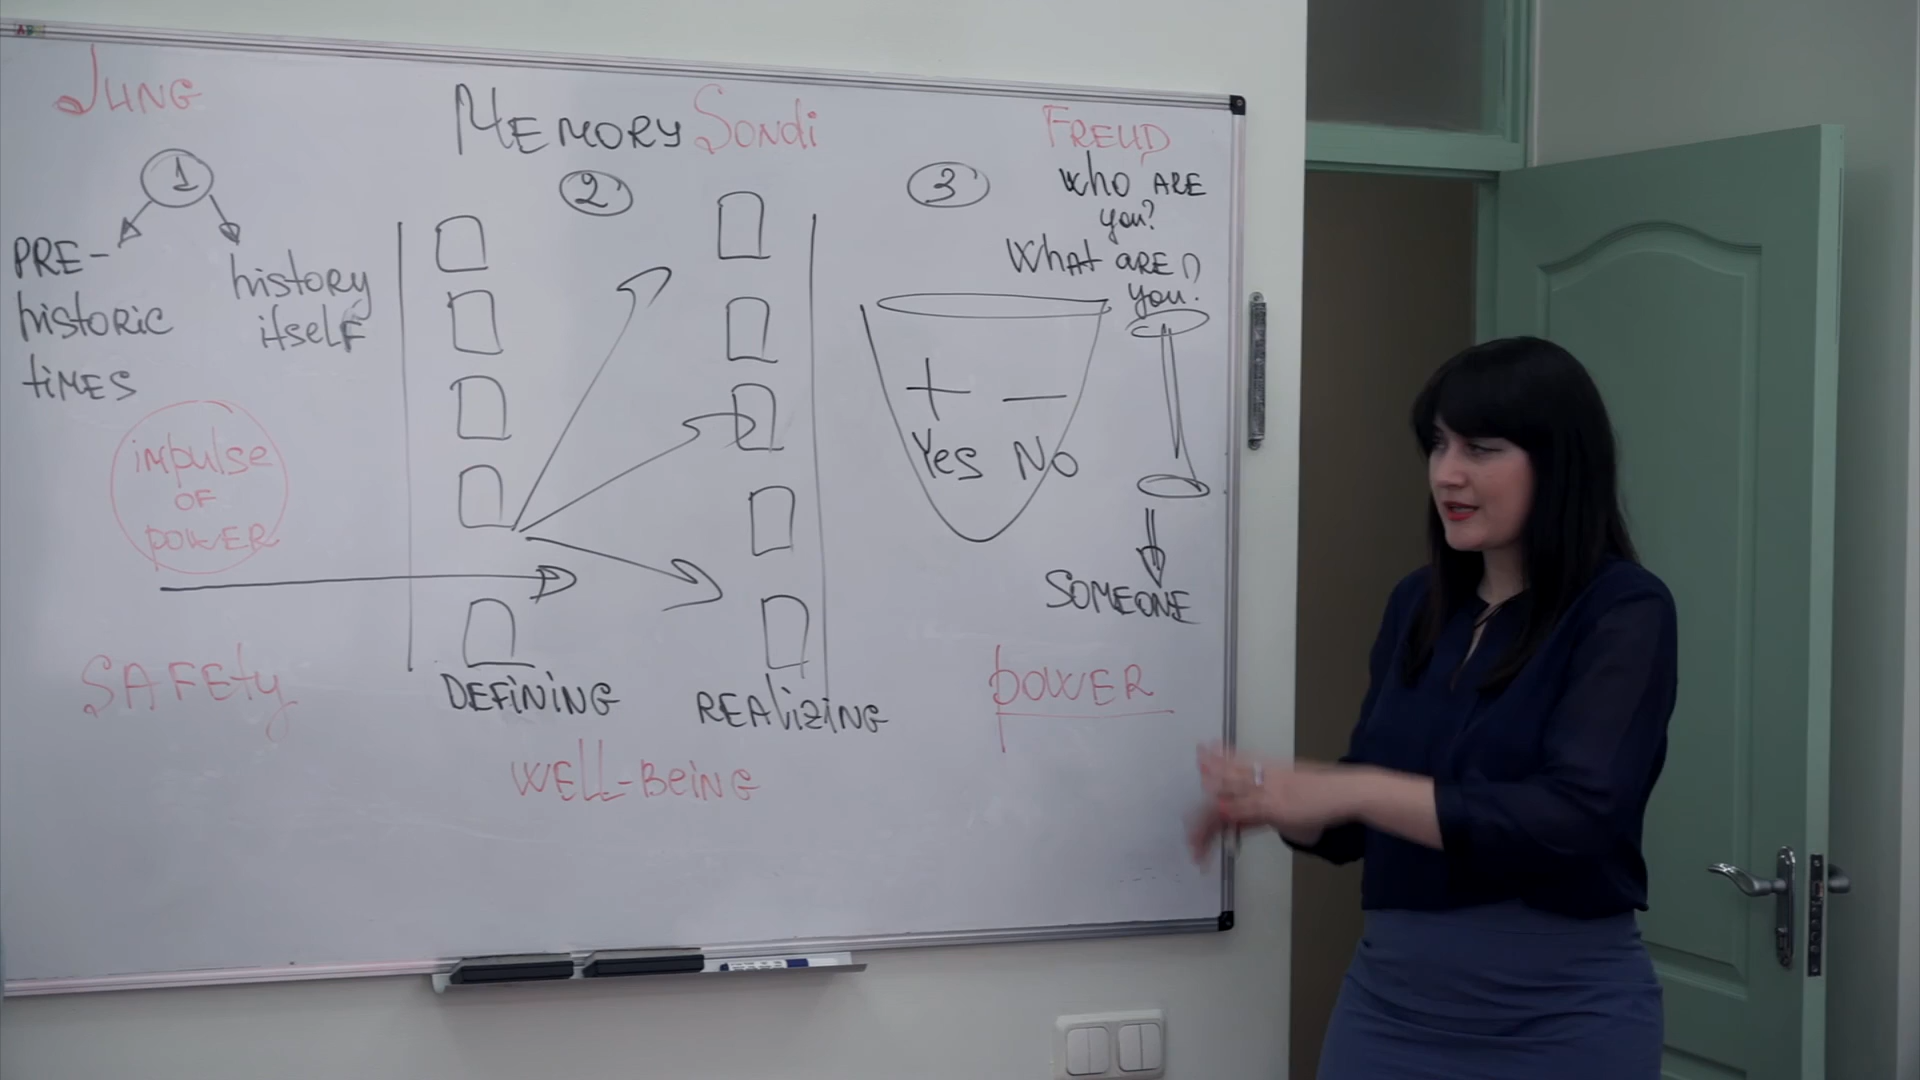 JUNG
MEMORY
Sondi
FREUD
1
2
3
PRE-
historic
times
history
itself
impulse
OF
POWER
SAFEty
DEFINING
REAliZING
WELL-BEING
Who ARE
you?
What ARE
you?
+ —
Yes No
SOMEONE
POWER